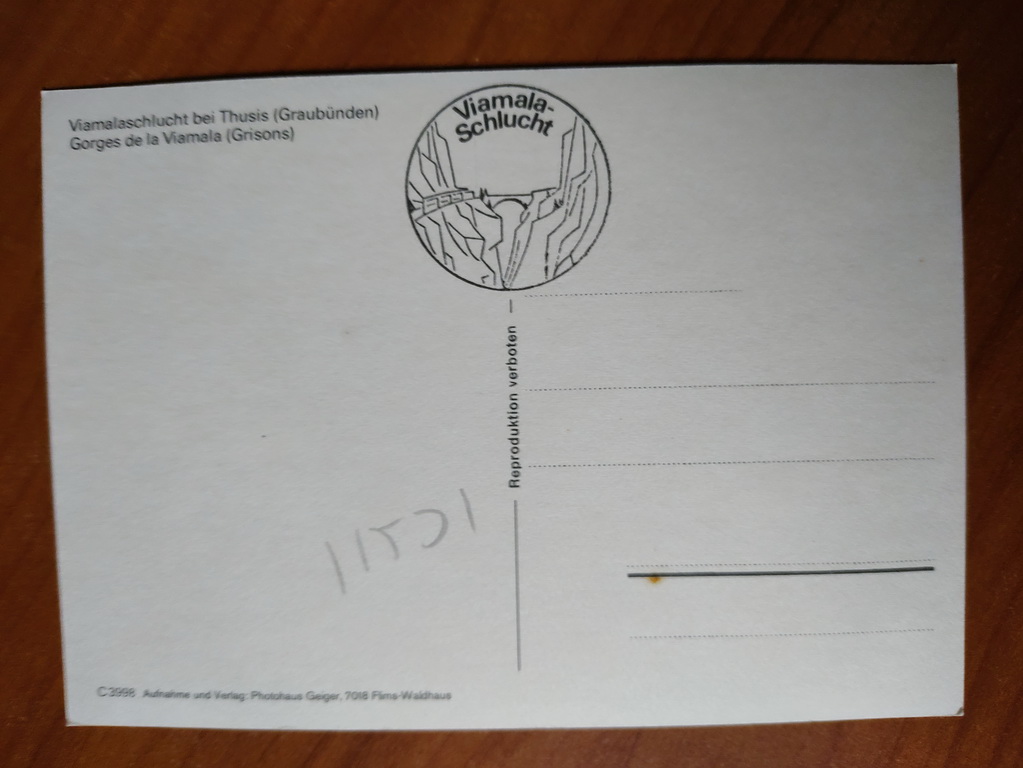 Viamalaschlucht bei Thusis (Graubünden)
Gorges de la Viamala (Grisons)
Viamala-
Schlucht
Reproduktion verboten
C 3998 Aufnahme und Verlag: Photohaus Geiger, 7018 Flims-Waldhaus